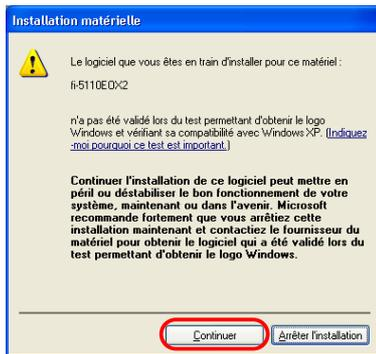 Installation matérielle
Le logiciel que vous êtes en train d'installer pour ce matériel :
fi-5110EOX2
n'a pas été validé lors du test permettant d'obtenir le logo
Windows et vérifiant sa compatibilité avec Windows XP. (Indiquez
-moi pourquoi ce test est important.)
Continuer l'installation de ce logiciel peut mettre en
péril ou déstabiliser le bon fonctionnement de votre
système, maintenant ou dans l'avenir. Microsoft
recommande fortement que vous arrêtiez cette
installation maintenant et contactiez le fournisseur du
matériel pour obtenir le logiciel qui a été validé lors du
test permettant d'obtenir le logo Windows.
Continuer
Arrêter l'installation